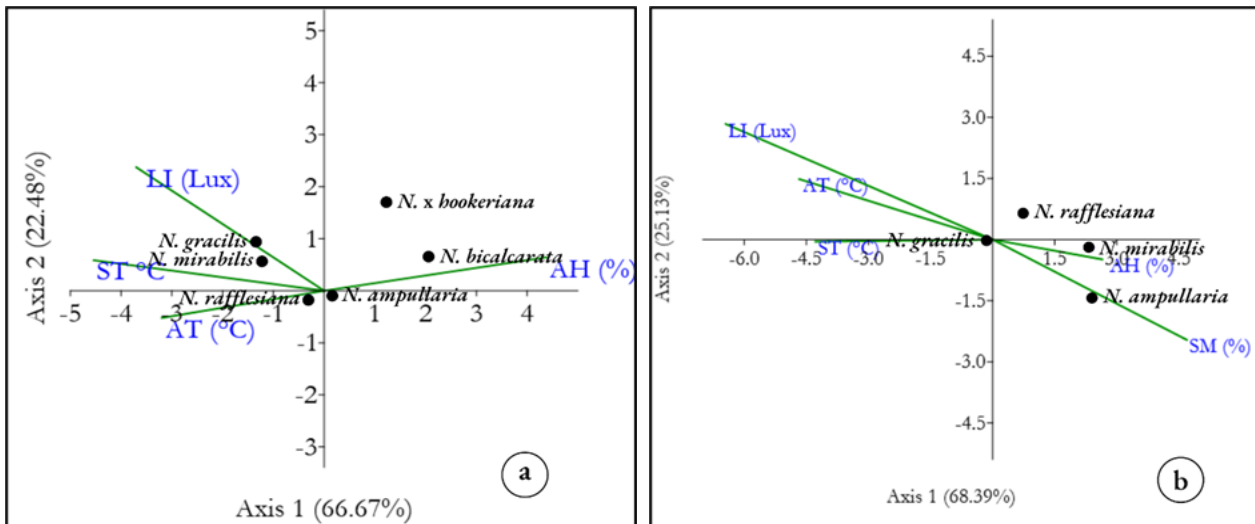 5
4
3
2
1
-1
-2
-3
-5
-4
-3
-2
-1
1
2
3
4
LI (Lux)
N. gracilis
N. mirabilis
ST °C
N. rafflesiana
AT (°C)
N. x hookeriana
N. bicalcarata
AH (%)
N. ampullaria
Axis 2 (22.48%)
Axis 1 (66.67%)
a
4.5
3.0
1.5
-1.5
-3.0
-4.5
-6.0
-4.5
-3.0
-1.5
1.5
3.0
4.5
LI (Lux)
AT (°C)
ST (°C)
N. gracilis
N. rafflesiana
N. mirabilis
AH (%)
N. ampullaria
SM (%)
Axis 2 (25.13%)
Axis 1 (68.39%)
b